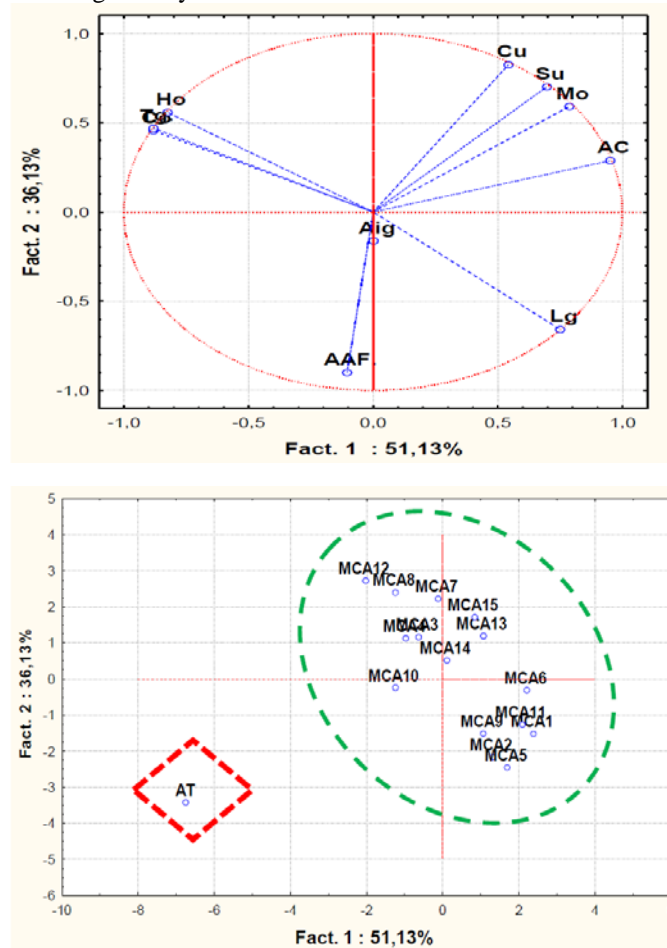 1.0
Cu
Su
Ho
Mo
0.5
AC
0.0
Aig
Fact. 2 : 36,13%
-0.5
Lg
AAF
-1.0
-1,0
-0.5
0.0
0.5
1.0
Fact. 1 : 51,13%
5
4
3
MCA12
MCA8
MCA7
2
MCA15
MCA3
MCA13
1
MCA14
0
MCA10
MCA6
Fact. 2 : 36,13%
-1
MCA11
MCA9
MCA1
-2
MCA2
MCA5
-3
AT
-4
-5
-6
-10
-8
-6
-4
-2
0
2
4
Fact. 1 : 51,13%